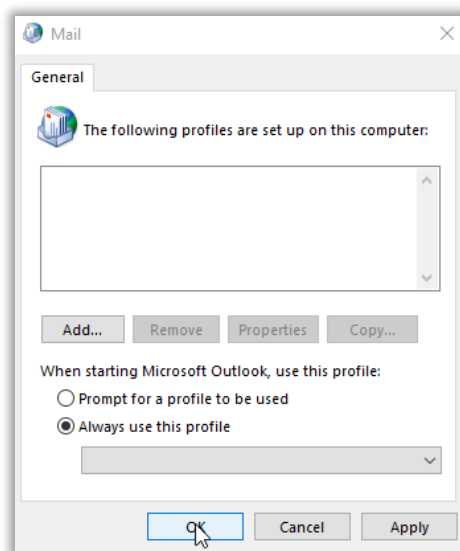 Mail
General
The following profiles are set up on this computer:
Add... Remove Properties Copy...
When starting Microsoft Outlook, use this profile:
Prompt for a profile to be used
Always use this profile
OK Cancel Apply